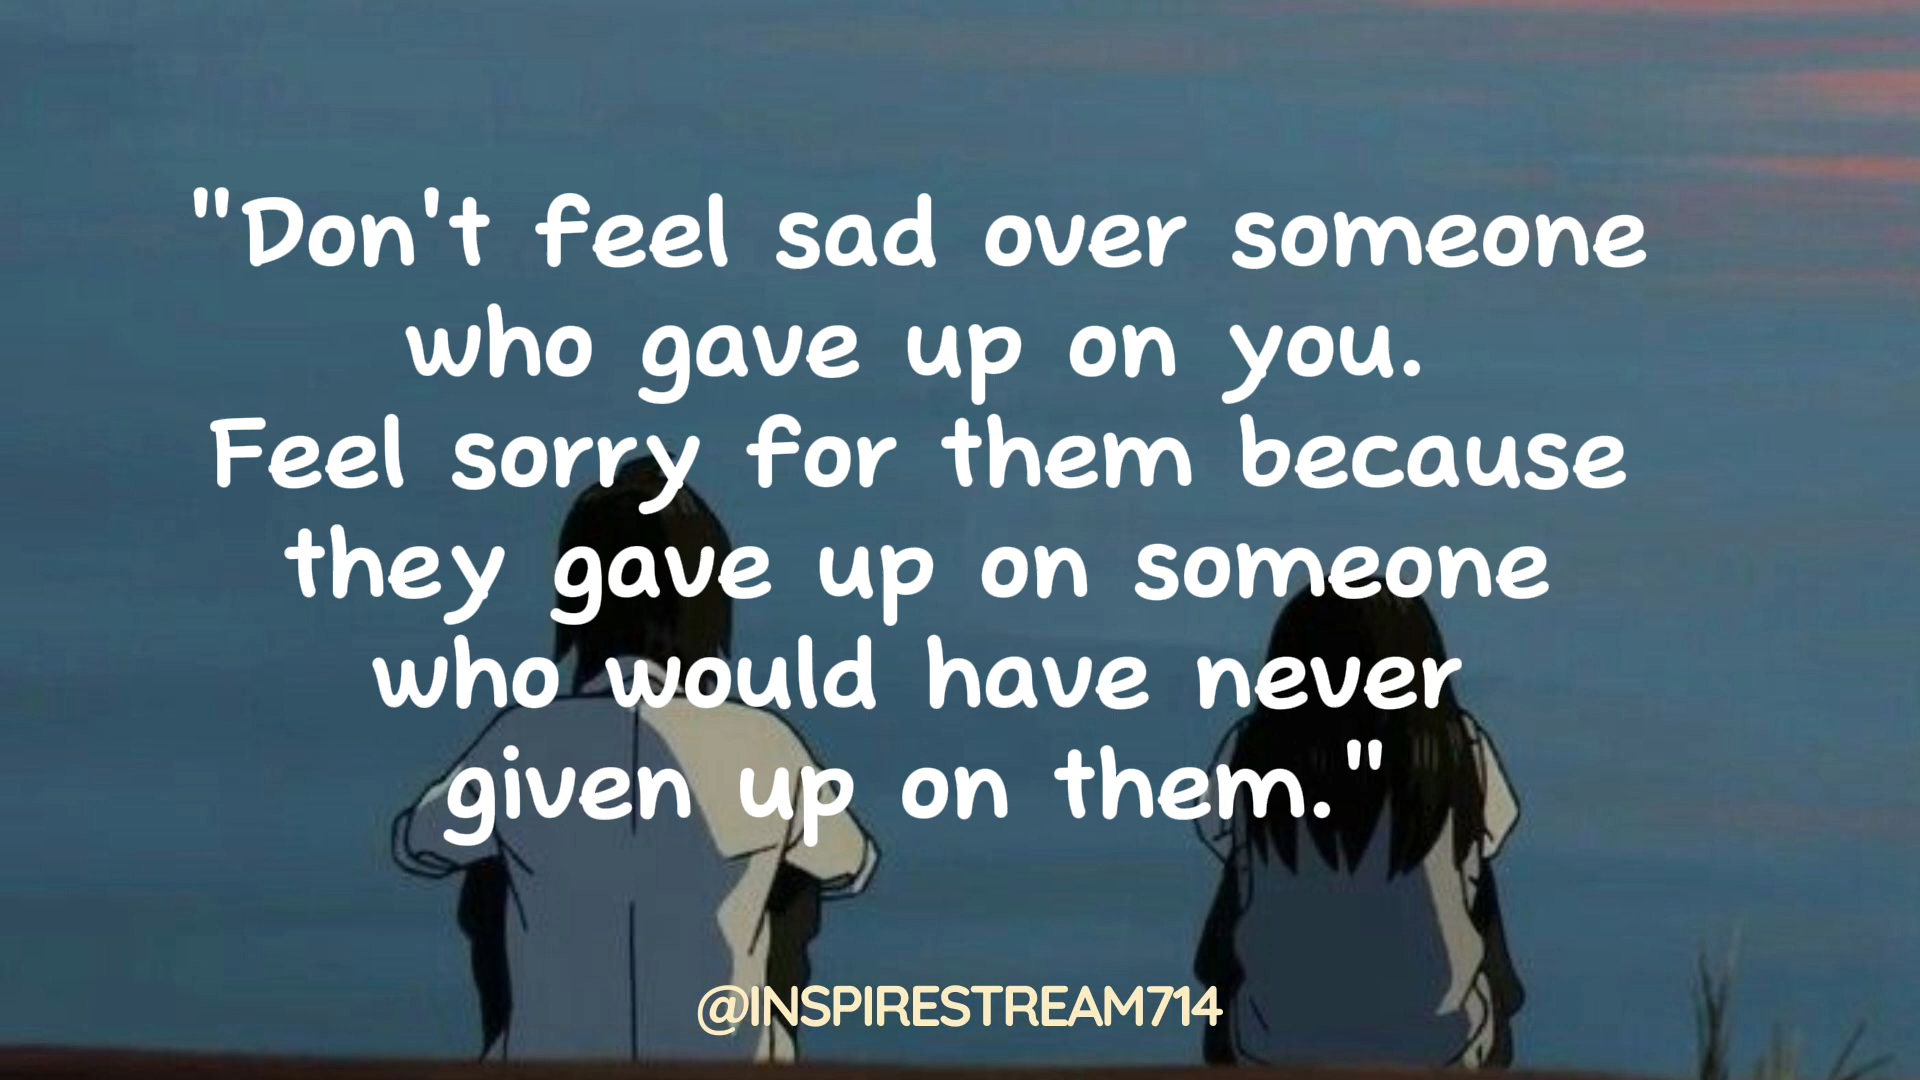 "Don't feel sad over someone
who gave up on you.
Feel sorry for them because
they gave up on someone
who would have never
given up on them."
@INSPIRESTREAM714